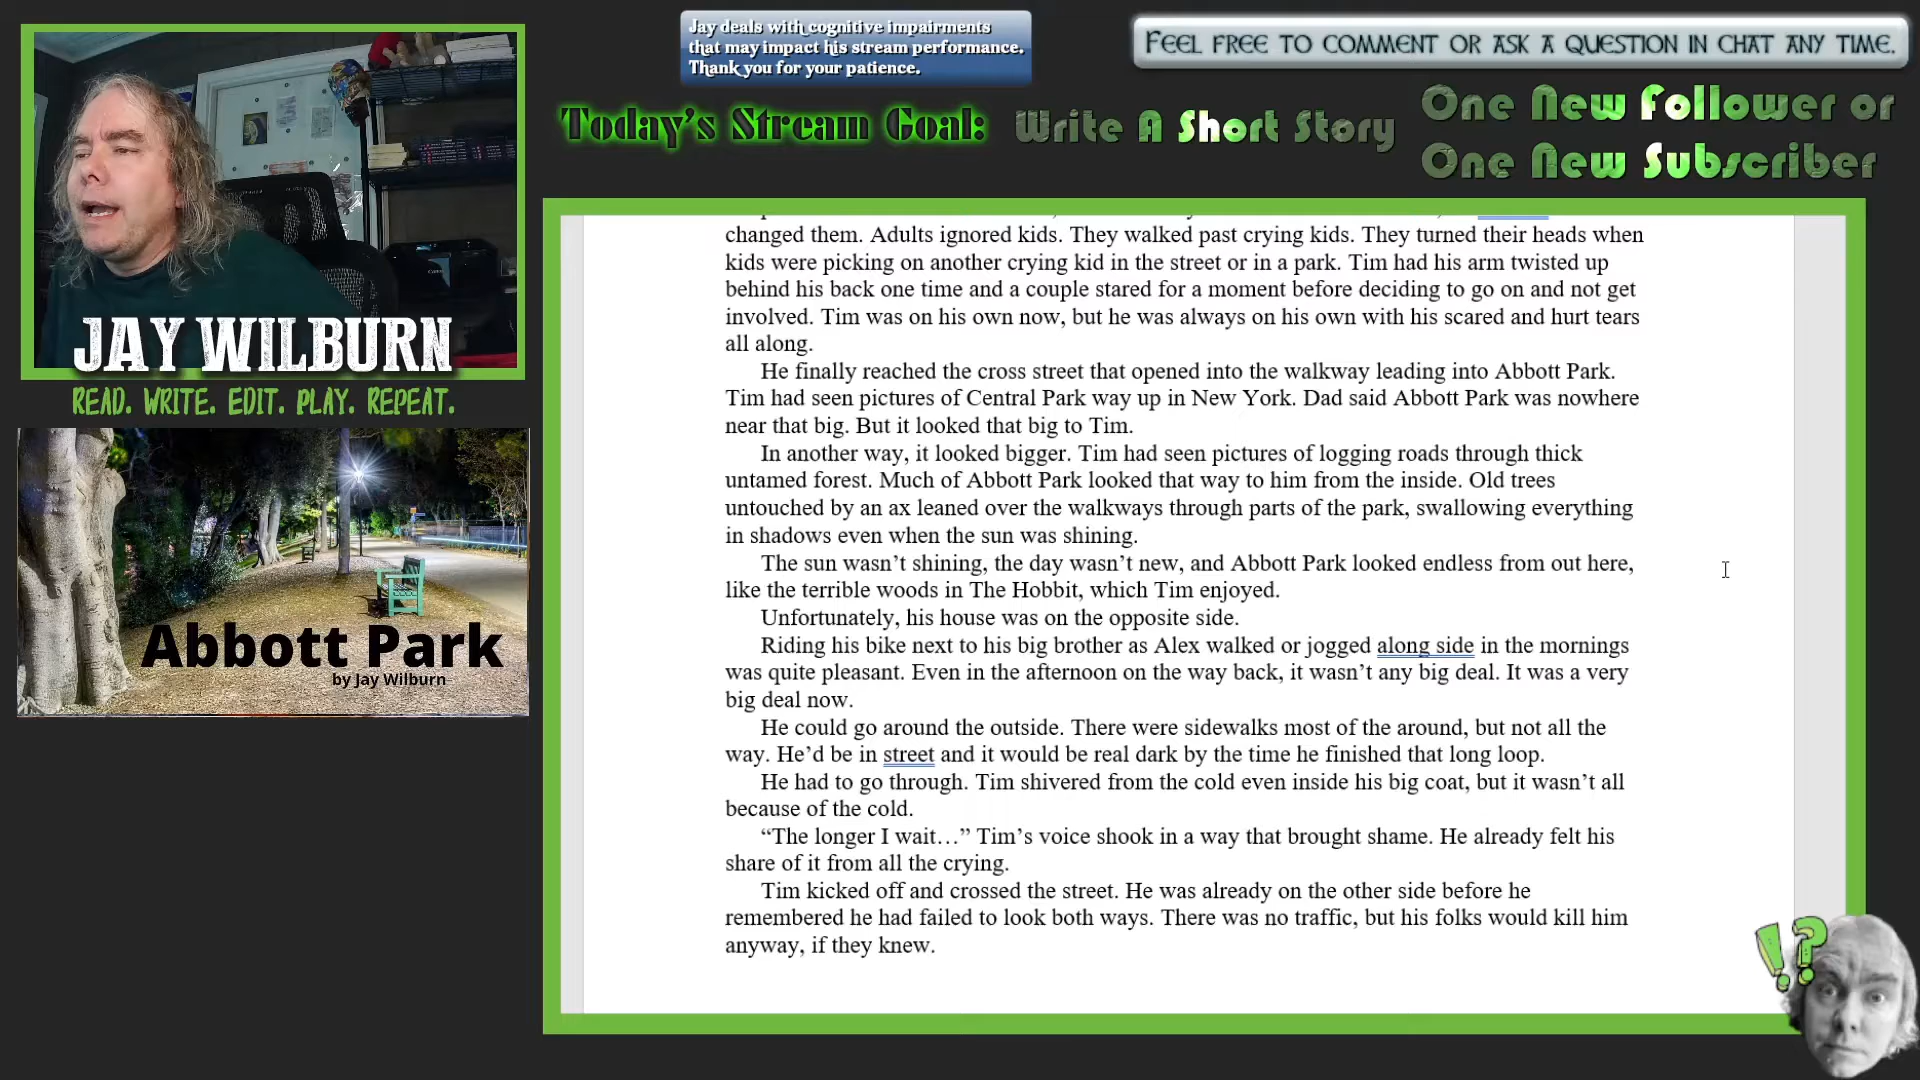 Jay deals with cognitive impairments
that may impact his stream performance.
Thank you for your patience.
Feel free to comment or ask a question in chat any time.
Today's Stream Goal:
Write A Short Story
One New Follower or
One New Subscriber
JAY WILBURN
READ. WRITE. EDIT. PLAY. REPEAT.
Abbott Park
by Jay Wilburn
changed them. Adults ignored kids. They walked past crying kids. They turned their heads when
kids were picking on another crying kid in the street or in a park. Tim had his arm twisted up
behind his back one time and a couple stared for a moment before deciding to go on and not get
involved. Tim was on his own now, but he was always on his own with his scared and hurt tears
all along.
He finally reached the cross street that opened into the walkway leading into Abbott Park.
Tim had seen pictures of Central Park way up in New York. Dad said Abbott Park was nowhere
near that big. But it looked that big to Tim.
In another way, it looked bigger. Tim had seen pictures of logging roads through thick
untamed forest. Much of Abbott Park looked that way to him from the inside. Old trees
untouched by an ax leaned over the walkways through parts of the park, swallowing everything
in shadows even when the sun was shining.
The sun wasn’t shining, the day wasn’t new, and Abbott Park looked endless from out here,
like the terrible woods in The Hobbit, which Tim enjoyed.
Unfortunately, his house was on the opposite side.
Riding his bike next to his big brother as Alex walked or jogged along side in the mornings
was quite pleasant. Even in the afternoon on the way back, it wasn’t any big deal. It was a very
big deal now.
He could go around the outside. There were sidewalks most of the around, but not all the
way. He’d be in street and it would be real dark by the time he finished that long loop.
He had to go through. Tim shivered from the cold even inside his big coat, but it wasn’t all
because of the cold.
“The longer I wait…” Tim’s voice shook in a way that brought shame. He already felt his
share of it from all the crying.
Tim kicked off and crossed the street. He was already on the other side before he
remembered he had failed to look both ways. There was no traffic, but his folks would kill him
anyway, if they knew.
!?